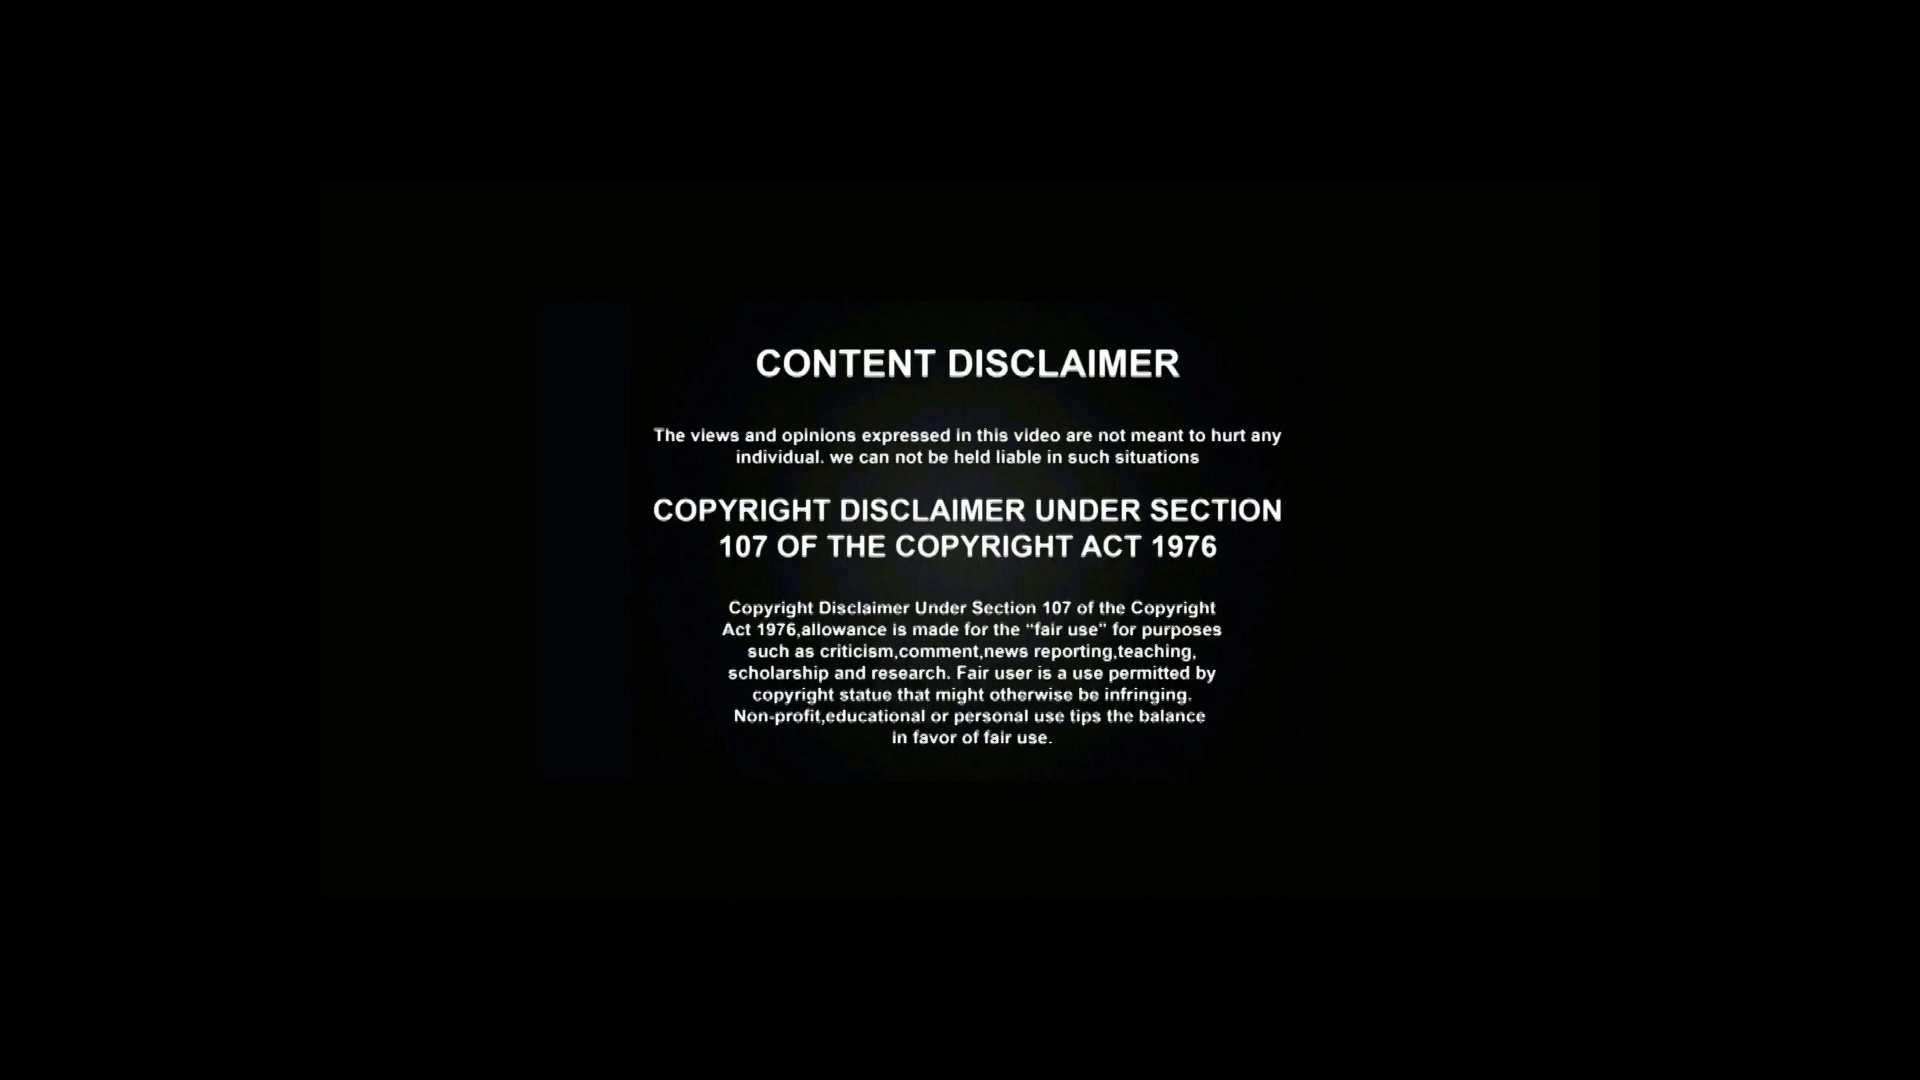 CONTENT DISCLAIMER
The views and opinions expressed in this video are not meant to hurt any
individual. we can not be held liable in such situations
COPYRIGHT DISCLAIMER UNDER SECTION
107 OF THE COPYRIGHT ACT 1976
Copyright Disclaimer Under Section 107 of the Copyright
Act 1976,allowance is made for the “fair use” for purposes
such as criticism,comment,news reporting,teaching,
scholarship and research. Fair user is a use permitted by
copyright statue that might otherwise be infringing.
Non-profit,educational or personal use tips the balance
in favor of fair use.